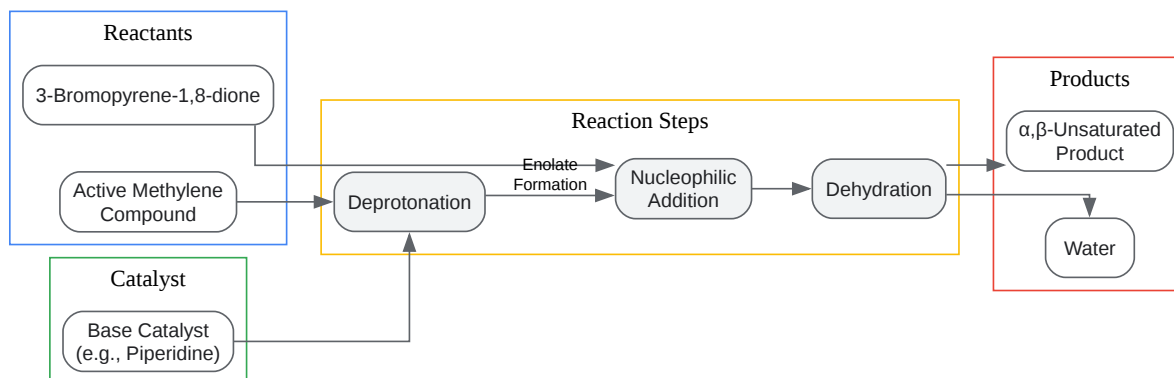 Reactants
3-Bromopyrene-1,8-dione
Active Methylene
Compound
Catalyst
Base Catalyst
(e.g., Piperidine)
Reaction Steps
Deprotonation
Enolate
Formation
Nucleophilic
Addition
Dehydration
Products
α,β-Unsaturated
Product
Water